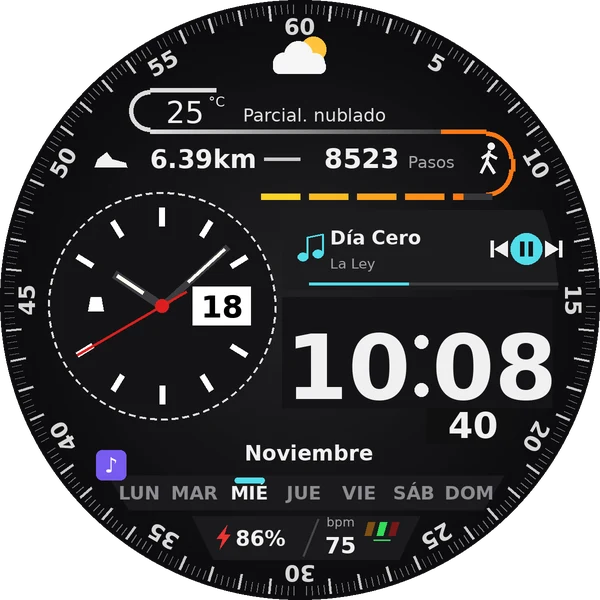 60
55
5
50
10
45
15
40
20
35
25
30
25 °C
Parcial. nublado
6.39km
8523 Pasos
Día Cero
La Ley
18
10:08
40
Noviembre
LUN MAR MIÉ JUE VIE SÁB DOM
86%
bpm
75